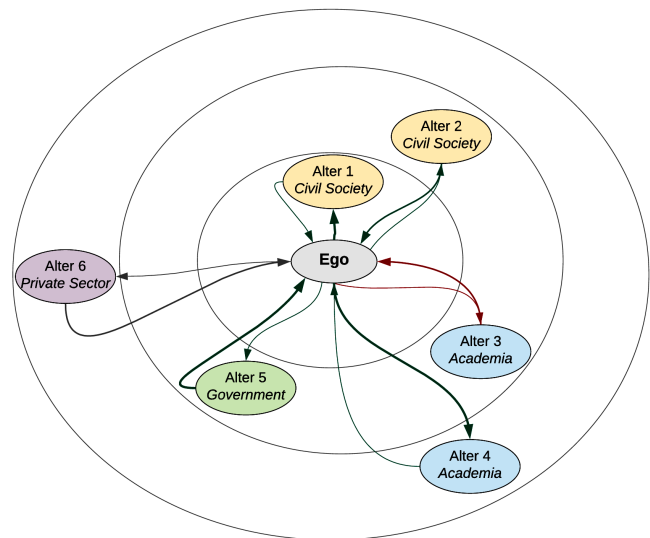 Alter 2
Civil Society
Alter 1
Civil Society
Ego
Alter 6
Private Sector
Alter 3
Academia
Alter 5
Government
Alter 4
Academia